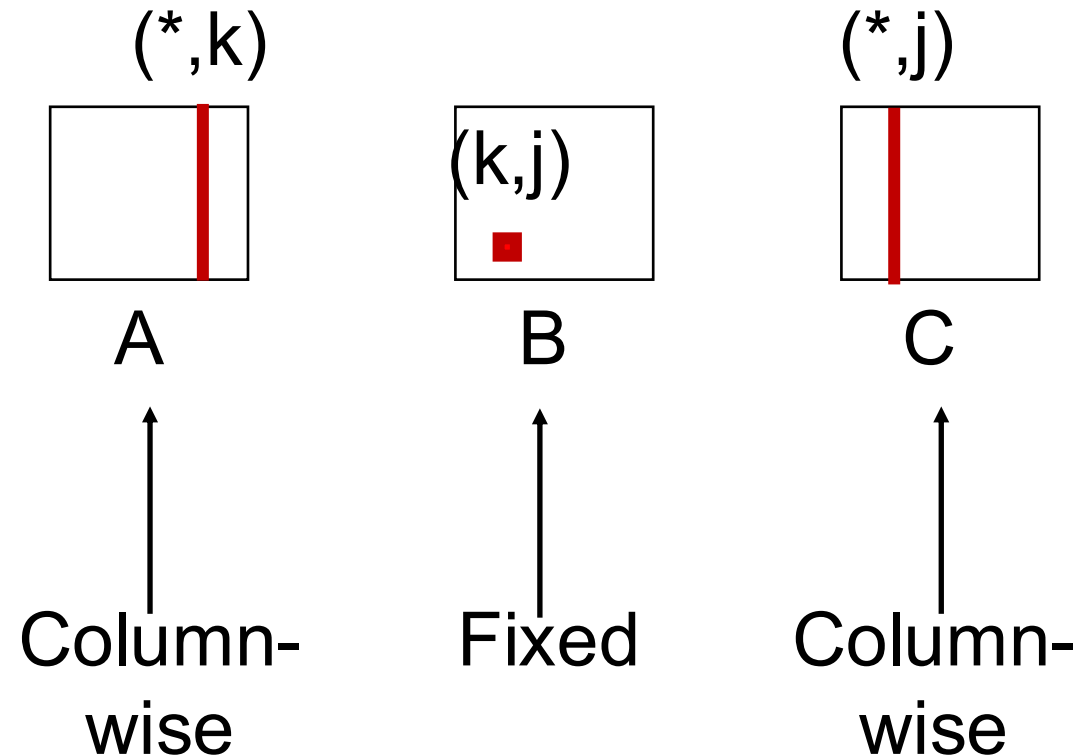 (*,k)
(*,j)
(k,j)
A
B
C
Column-
wise
Fixed
Column-
wise